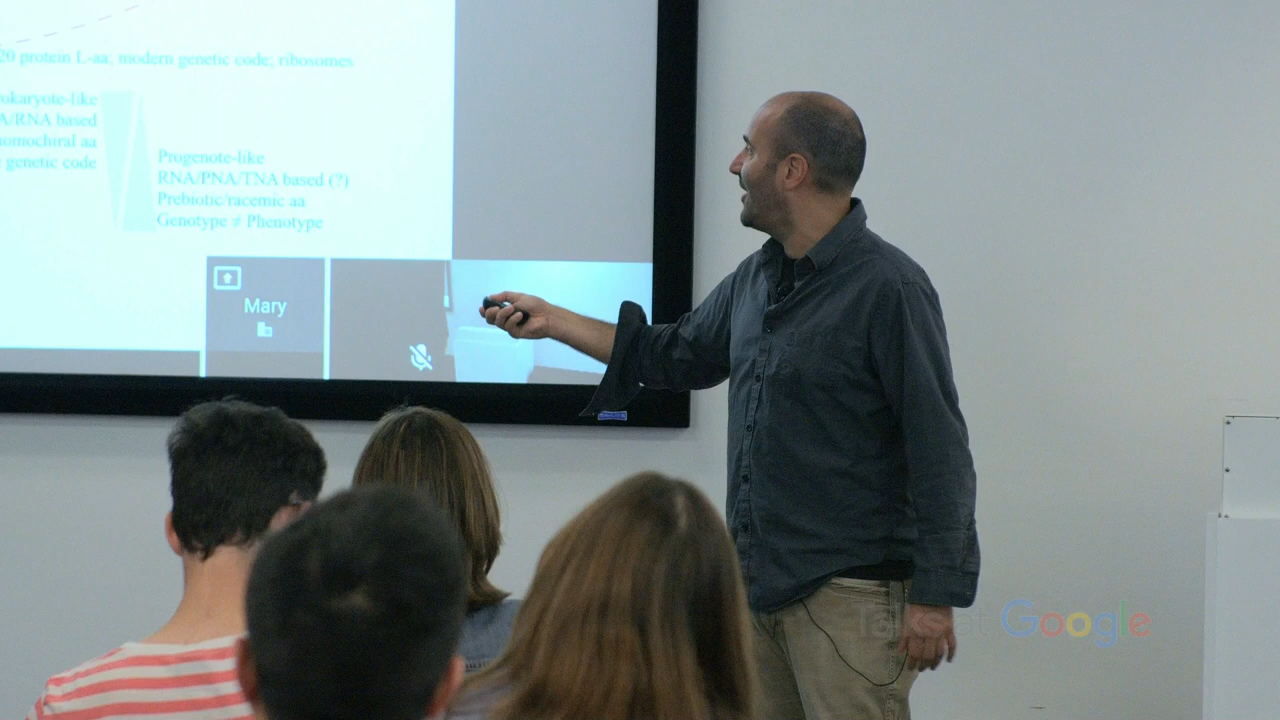 20 protein L-aa; modern genetic code; ribosomes
okaryote-like
A/RNA based
homochiral aa
genetic code
Progenote-like
RNA/PNA/TNA based (?)
Prebiotic/racemic aa
Genotype ≠ Phenotype
Mary
Talks at Google